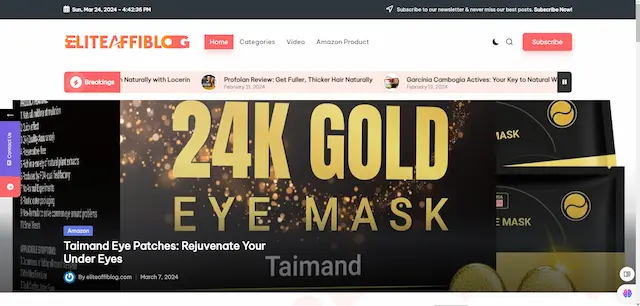 Sun, Mar 24, 2024 - 4:42:36 PM
Subscribe to our newsletter & never miss our best posts. Subscribe Now!
ELITEAFFIBLOG
Home
Categories
Video
Amazon Product
Subscribe
Breakings
n Naturally with Locerin
Profolan Review: Get Fuller, Thicker Hair Naturally
February 21, 2024
Garcinia Cambogia Actives: Your Key to Natural W
February 13, 2024
Contact Us
24K GOLD
EYE MASK
Taimand
MASK
E MASK
Amazon
Taimand Eye Patches: Rejuvenate Your
Under Eyes
By eliteaffiblog.com
March 7, 2024